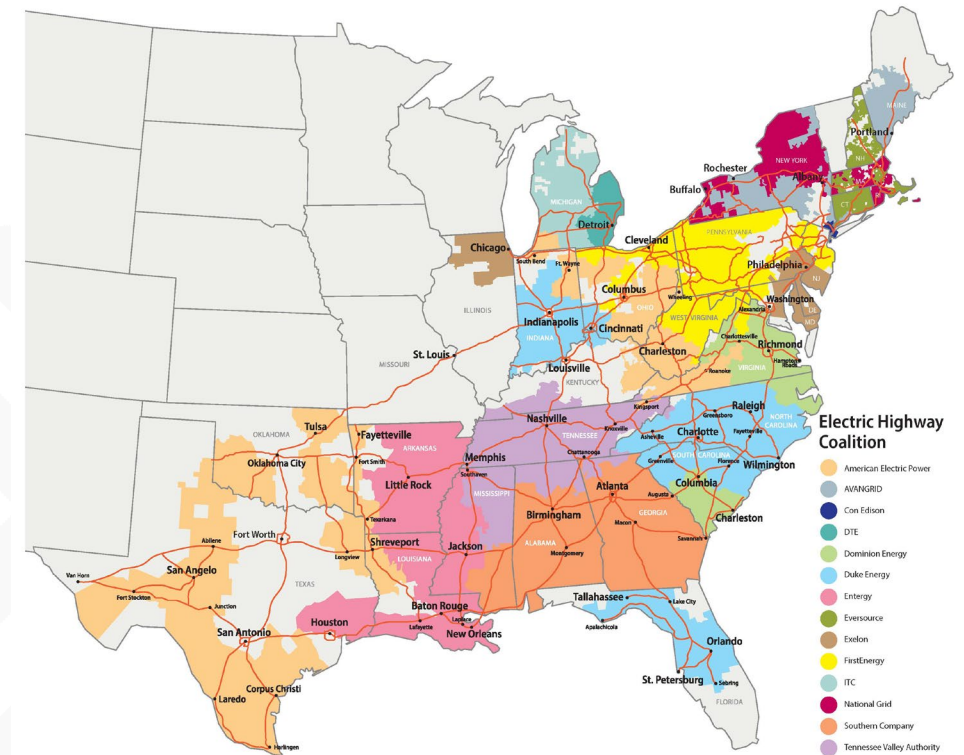 MAINE
Portland
NH
NEW YORK
Rochester
Albany
Buffalo
CT
MICHIGAN
Detroit
Cleveland
PENNSYLVANIA
Chicago
South Bend
Ft. Wayne
Philadelphia
NJ
Columbus
Wheeling
OHIO
Washington
DE
MD
Alexandria
ILLINOIS
Indianapolis
Cincinnati
WEST VIRGINIA
INDIANA
Charlottesville
Richmond
St. Louis
Charleston
Hampton
Roads
MISSOURI
Louisville
VIRGINIA
Roanoke
KENTUCKY
Kingsport
Tulsa
Nashville
Raleigh
Greensboro
NORTH
CAROLINA
OKLAHOMA
Fayetteville
TENNESSEE
Knoxville
Asheville
Charlotte
Fayetteville
ARKANSAS
Oklahoma City
Fort Smith
Memphis
Chattanooga
Greenville
SOUTH CAROLINA
Florence
Wilmington
Southaven
Little Rock
Columbia
Atlanta
MISSISSIPPI
Augusta
Birmingham
GEORGIA
Charleston
Texarkana
Macon
Abilene
Fort Worth
Shreveport
Jackson
ALABAMA
Savannah
Longview
LOUISIANA
Montgomery
Van Horn
San Angelo
TEXAS
Fort Stockton
Junction
Baton Rouge
Tallahassee
Lake City
Houston
Lafayette
Laplace
New Orleans
Apalachicola
San Antonio
Orlando
St. Petersburg
Sebring
Corpus Christi
Laredo
FLORIDA
Harlingen
Electric Highway
Coalition
American Electric Power
AVANGRID
Con Edison
DTE
Dominion Energy
Duke Energy
Entergy
Eversource
Exelon
FirstEnergy
ITC
National Grid
Southern Company
Tennessee Valley Authority